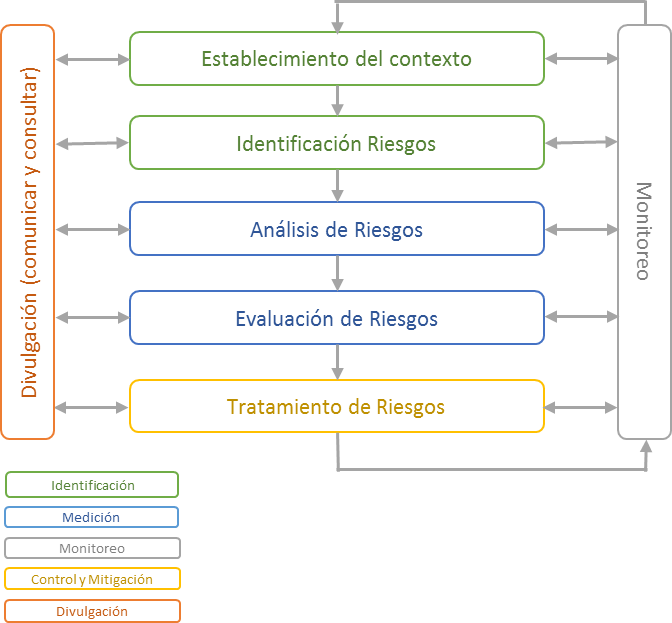 Establecimiento del contexto
Identificación Riesgos
Análisis de Riesgos
Evaluación de Riesgos
Tratamiento de Riesgos
Divulgación (comunicar y consultar)
Monitoreo
Identificación
Medición
Monitoreo
Control y Mitigación
Divulgación